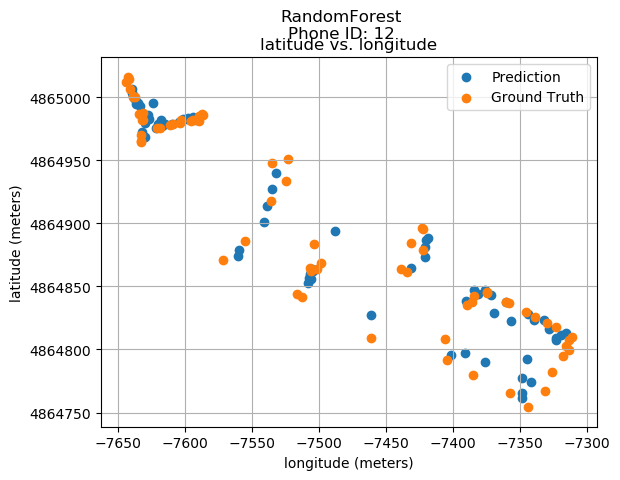 RandomForest
Phone ID: 12
latitude vs. longitude
Prediction
Ground Truth
4865000
4864950
4864900
4864850
4864800
4864750
latitude (meters)
−7650 −7600 −7550 −7500 −7450 −7400 −7350 −7300
longitude (meters)